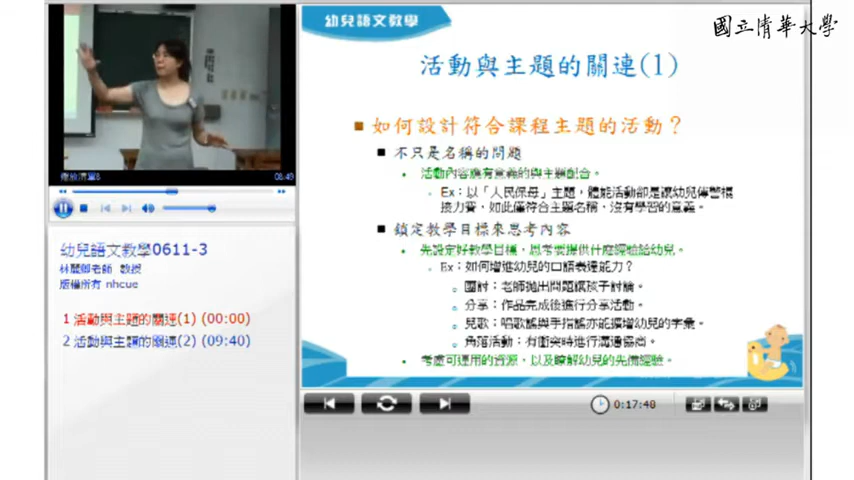 幼兒語文教學
國立清華大學
活動與主題的關連(1)
如何設計符合課程主題的活動？
不只是名稱的問題
活動內容應有意義的與主題配合。
Ex：以「人民保母」主題，體能活動卻是讓幼兒傳警棍
接力賽，如此僅符合主題名稱，沒有學習的意義。
鎖定教學目標來思考內容
先設定好教學目標，思考要提供什麼經驗給幼兒。
Ex：如何增進幼兒的口語表達能力？
團討：老師拋出問題讓孩子討論。
分享：作品完成後進行分享活動。
兒歌：唱歌謠與手指謠亦能擴增幼兒的字彙。
角落活動：有衝突時進行溝通協商。
考慮可運用的資源，以及瞭解幼兒的先備經驗。
播放清單8
08:49
幼兒語文教學0611-3
林麗卿老師 教授
版權所有 nhcue
1 活動與主題的關連(1) (00:00)
2 活動與主題的關連(2) (09:40)
0:17:48